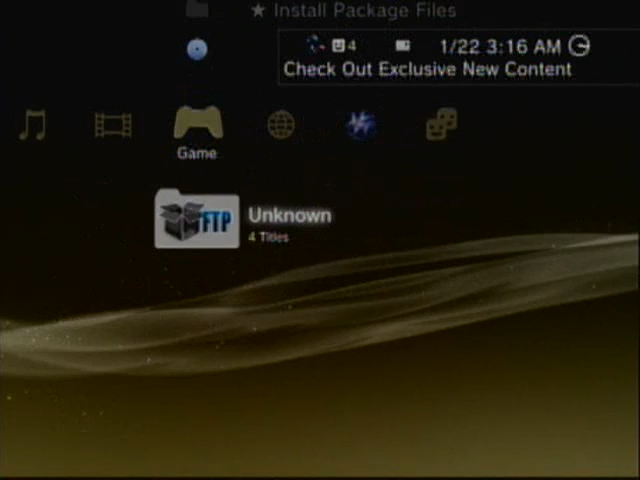 ★ Install Package Files
4 1/22 3:16 AM
Check Out Exclusive New Content
Game
FTP Unknown
4 Titles